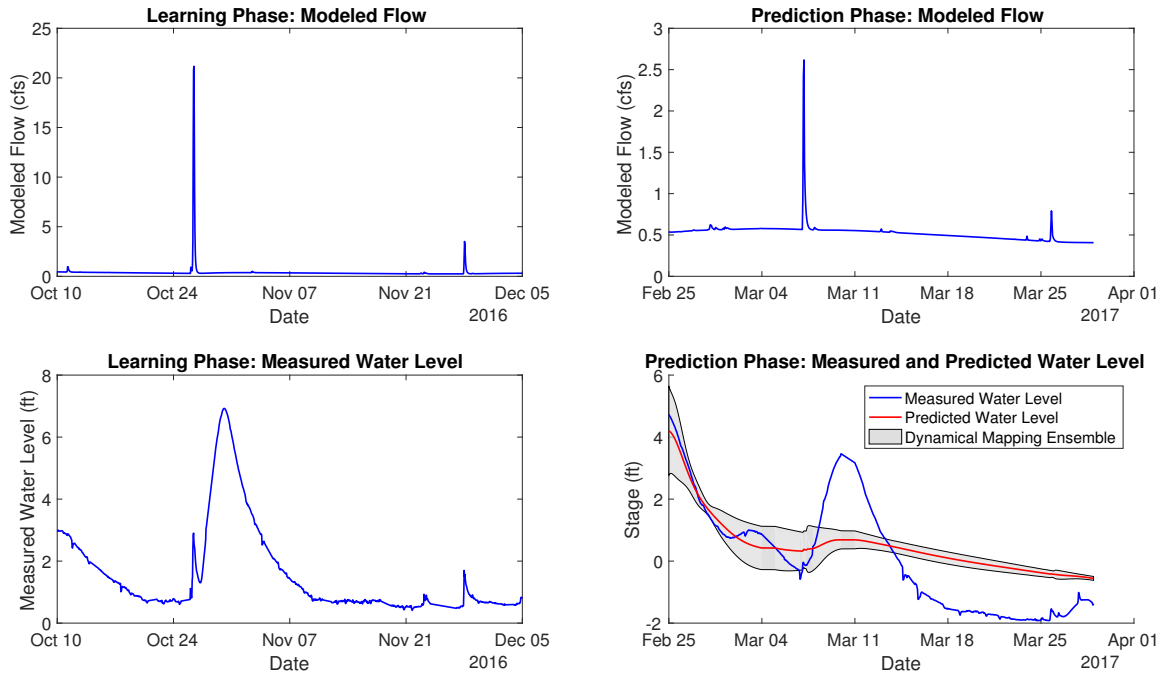 Learning Phase: Modeled Flow
25
20
15
10
5
0
Modeled Flow (cfs)
Oct 10
Oct 24
Nov 07
Nov 21
Dec 05
Date
2016
Prediction Phase: Modeled Flow
3
2.5
2
1.5
1
0.5
0
Modeled Flow (cfs)
Feb 25
Mar 04
Mar 11
Mar 18
Mar 25
Apr 01
Date
2017
Learning Phase: Measured Water Level
8
6
4
2
0
Measured Water Level (ft)
Oct 10
Oct 24
Nov 07
Nov 21
Dec 05
Date
2016
Prediction Phase: Measured and Predicted Water Level
6
4
2
0
-2
Stage (ft)
Measured Water Level
Predicted Water Level
Dynamical Mapping Ensemble
Feb 25
Mar 04
Mar 11
Mar 18
Mar 25
Apr 01
Date
2017